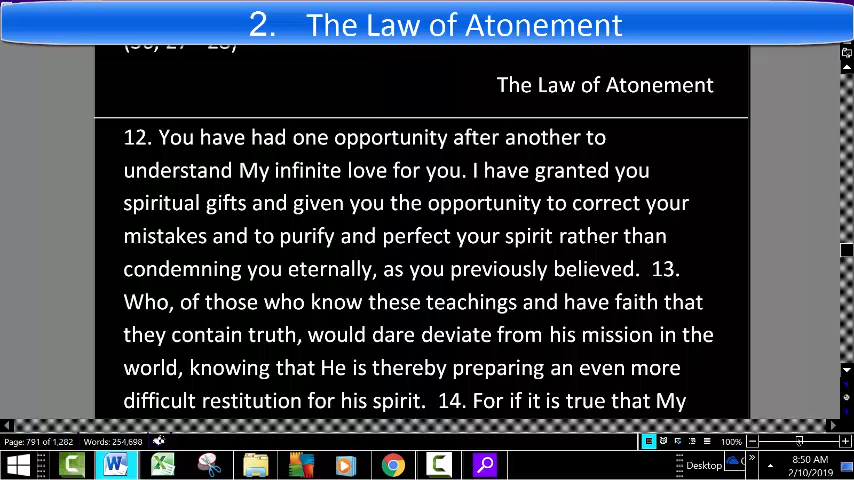 2. The Law of Atonement
The Law of Atonement
12. You have had one opportunity after another to
understand My infinite love for you. I have granted you
spiritual gifts and given you the opportunity to correct your
mistakes and to purify and perfect your spirit rather than
condemning you eternally, as you previously believed. 13.
Who, of those who know these teachings and have faith that
they contain truth, would dare deviate from his mission in the
world, knowing that He is thereby preparing an even more
difficult restitution for his spirit. 14. For if it is true that My
Page: 791 of 1,282 Words: 254,698
100%
Desktop
8:50 AM
2/10/2019